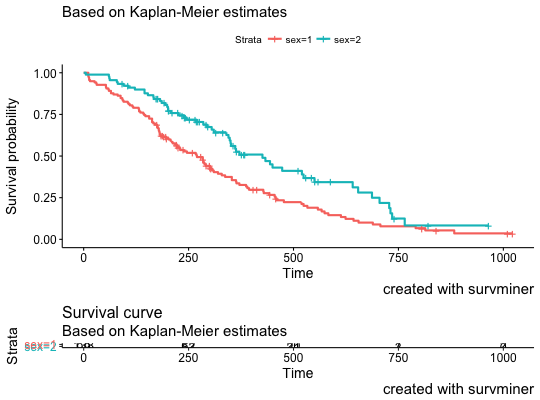 Based on Kaplan-Meier estimates
Strata sex=1 sex=2
Survival probability
1.00
0.75
0.50
0.25
0.00
0 250 500 750 1000
Time
created with survminer
Survival curve
Based on Kaplan-Meier estimates
Strata
sex=1
sex=2
0 250 500 750 1000
Time
created with survminer